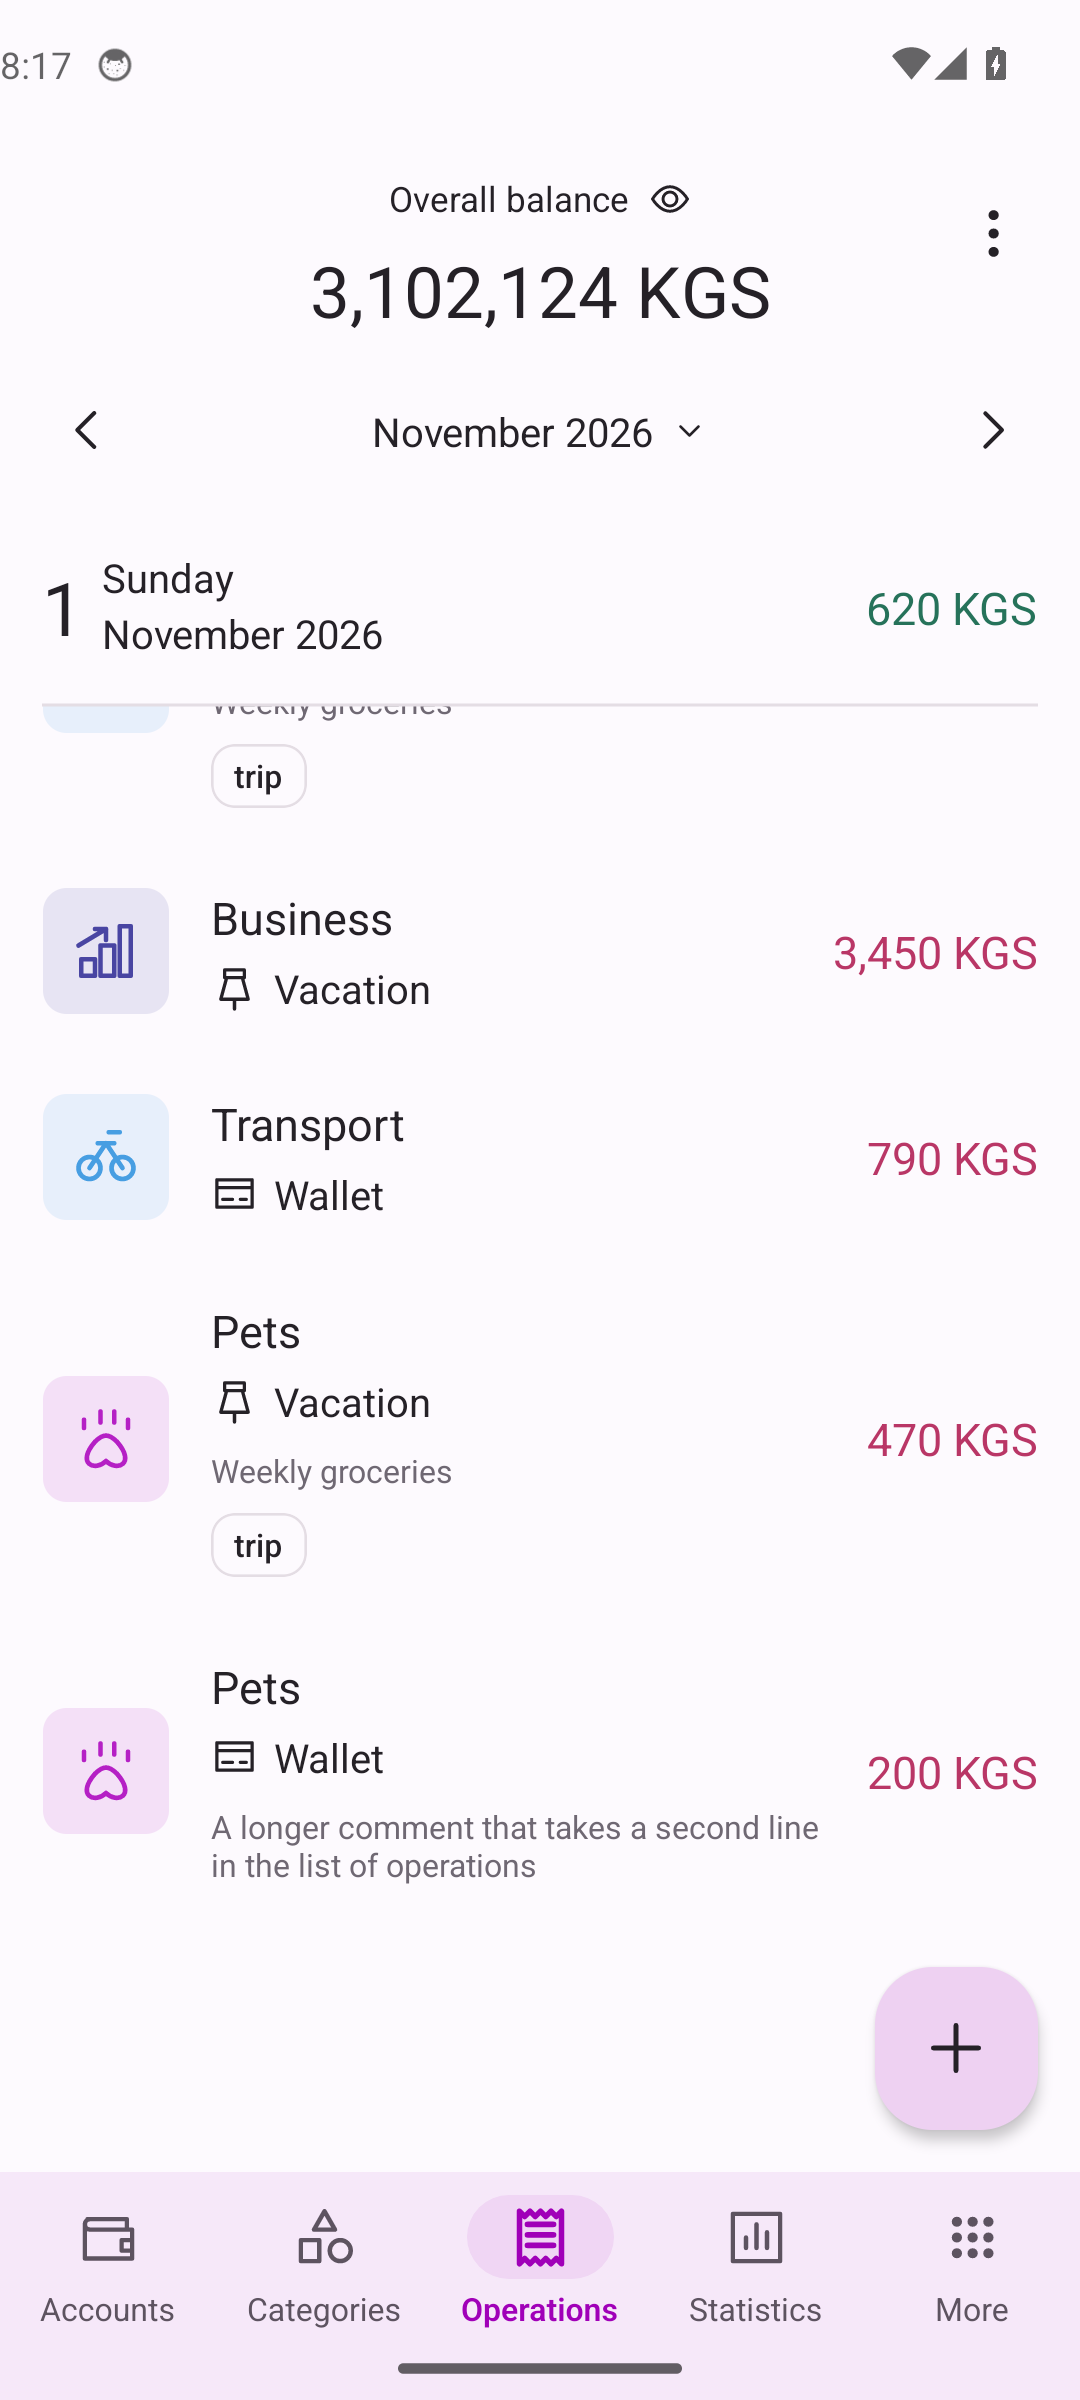 8:17
Overall balance
3,102,124 KGS
November 2026
1
Sunday
November 2026
620 KGS
Weekly groceries
trip
Business
Vacation
3,450 KGS
Transport
Wallet
790 KGS
Pets
Vacation
Weekly groceries
trip
470 KGS
Pets
Wallet
A longer comment that takes a second line
in the list of operations
200 KGS
Accounts
Categories
Operations
Statistics
More